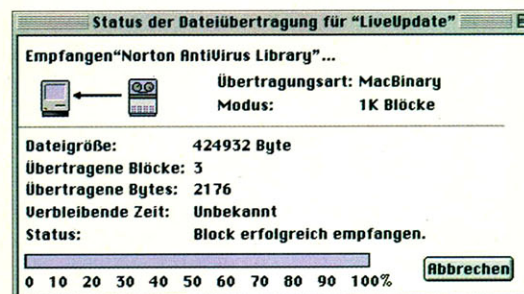 Status der Dateiübertragung für “LiveUpdate”
Empfangen“Norton AntiVirus Library”...
Übertragungsart: MacBinary
Modus: 1K Blöcke
Dateigröße: 424932 Byte
Übertragene Blöcke: 3
Übertragene Bytes: 2176
Verbleibende Zeit: Unbekannt
Status: Block erfolgreich empfangen.
0 10 20 30 40 50 60 70 80 90 100%
Abbrechen